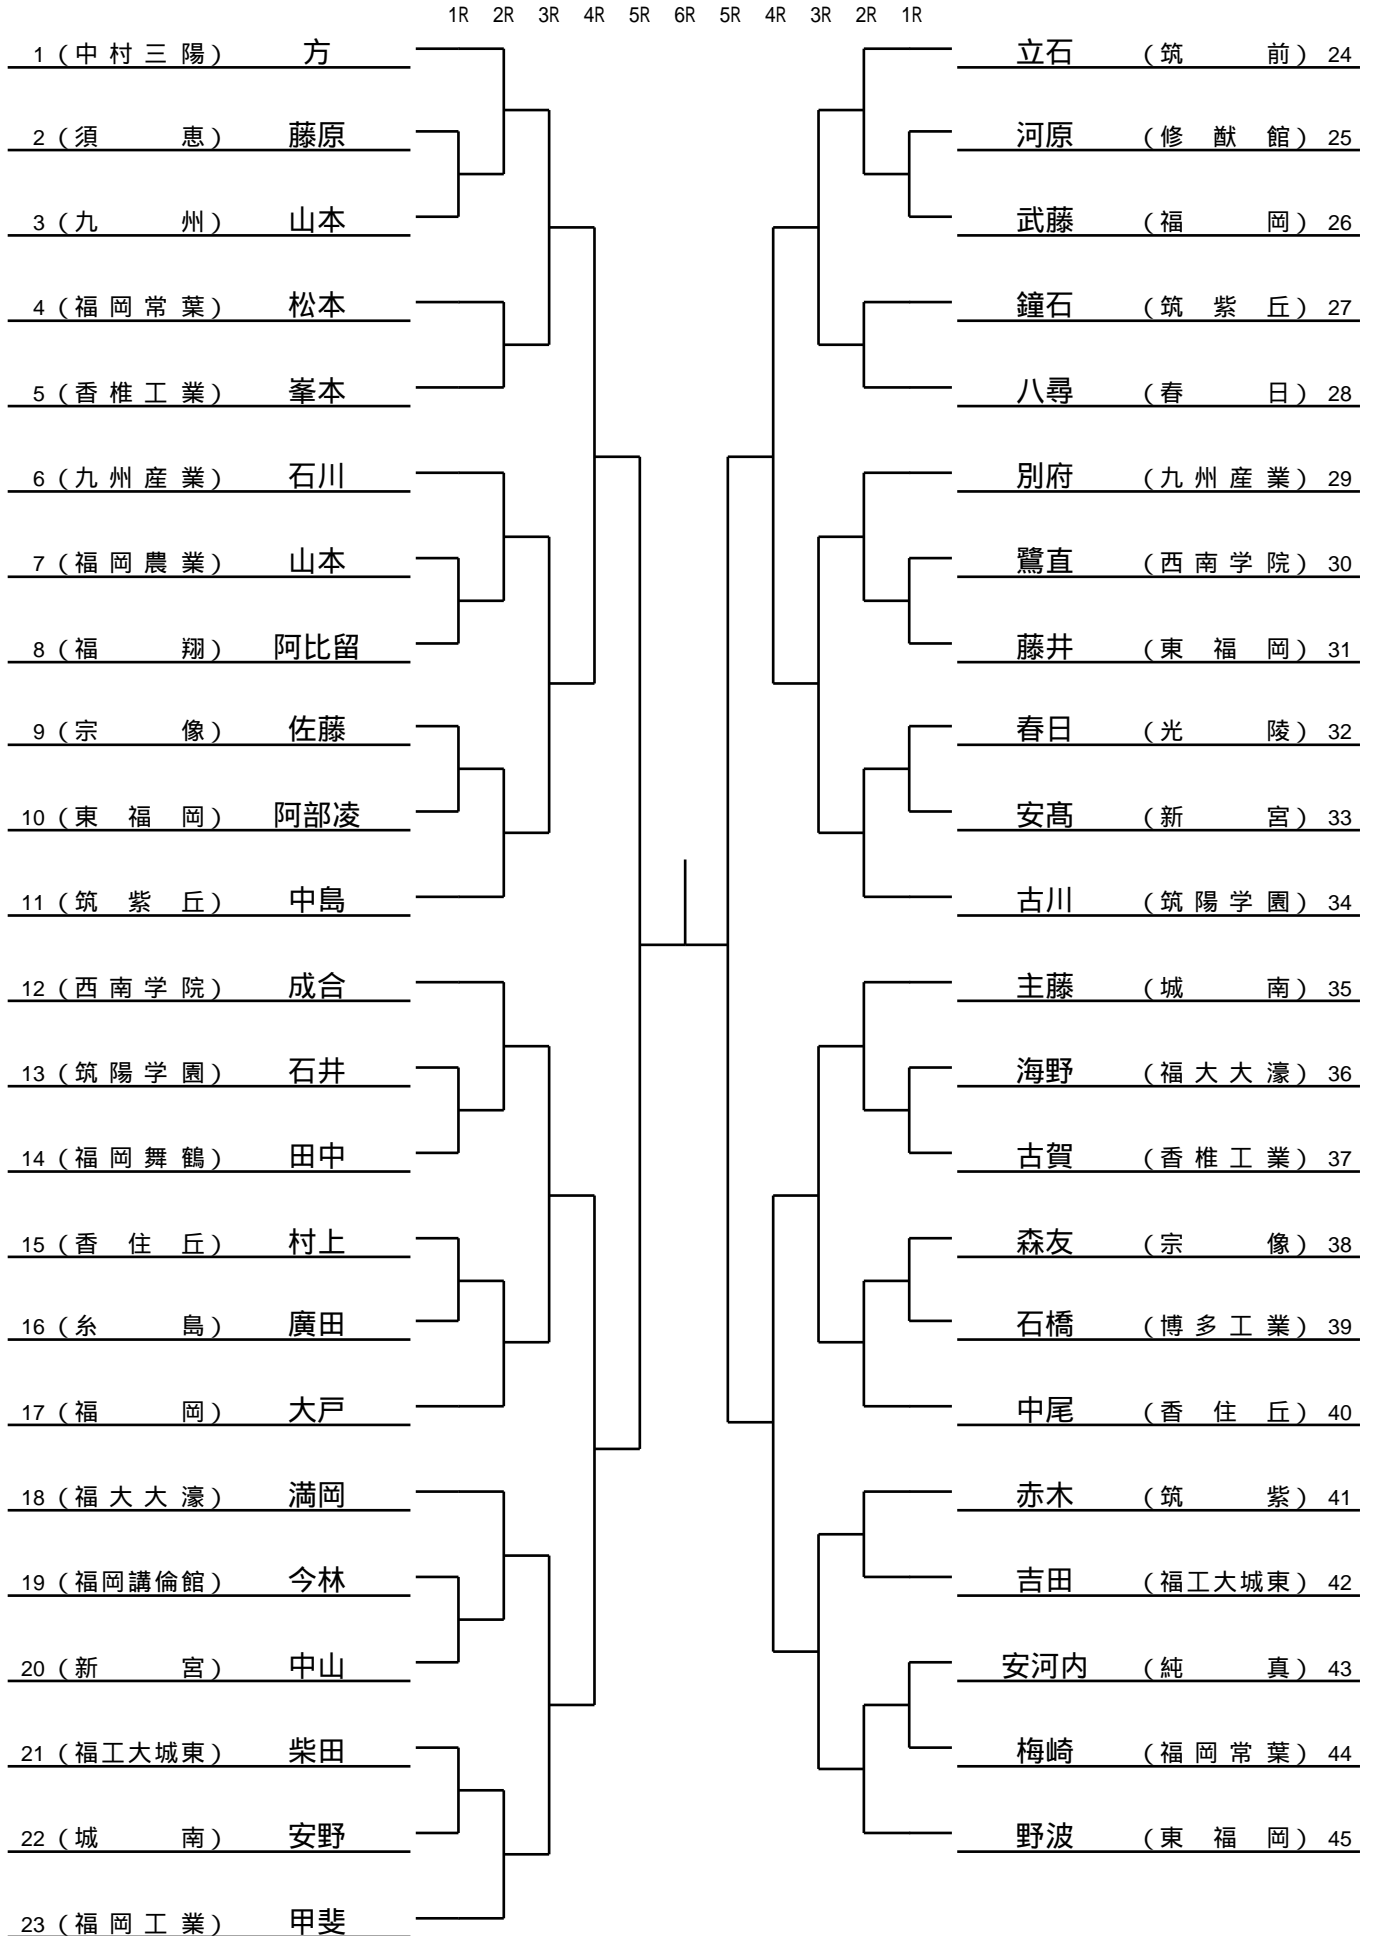 1R 2R 3R 4R 5R 6R 5R 4R 3R 2R 1R
1 (中村三陽) 方 立石 (筑前) 24
2 (須恵) 藤原 河原 (修猷館) 25
3 (九州) 山本 武藤 (福岡) 26
4 (福岡常葉) 松本 鐘石 (筑紫丘) 27
5 (香椎工業) 峯本 八尋 (春日) 28
6 (九州産業) 石川 別府 (九州産業) 29
7 (福岡農業) 山本 鷺直 (西南学院) 30
8 (福翔) 阿比留 藤井 (東福岡) 31
9 (宗像) 佐藤 春日 (光陵) 32
10 (東福岡) 阿部凌 安髙 (新宮) 33
11 (筑紫丘) 中島 古川 (筑陽学園) 34
12 (西南学院) 成合 主藤 (城南) 35
13 (筑陽学園) 石井 海野 (福大大濠) 36
14 (福岡舞鶴) 田中 古賀 (香椎工業) 37
15 (香住丘) 村上 森友 (宗像) 38
16 (糸島) 廣田 石橋 (博多工業) 39
17 (福岡) 大戸 中尾 (香住丘) 40
18 (福大大濠) 満岡 赤木 (筑紫) 41
19 (福岡講倫館) 今林 吉田 (福工大城東) 42
20 (新宮) 中山 安河内 (純真) 43
21 (福工大城東) 柴田 梅崎 (福岡常葉) 44
22 (城南) 安野 野波 (東福岡) 45
23 (福岡工業) 甲斐